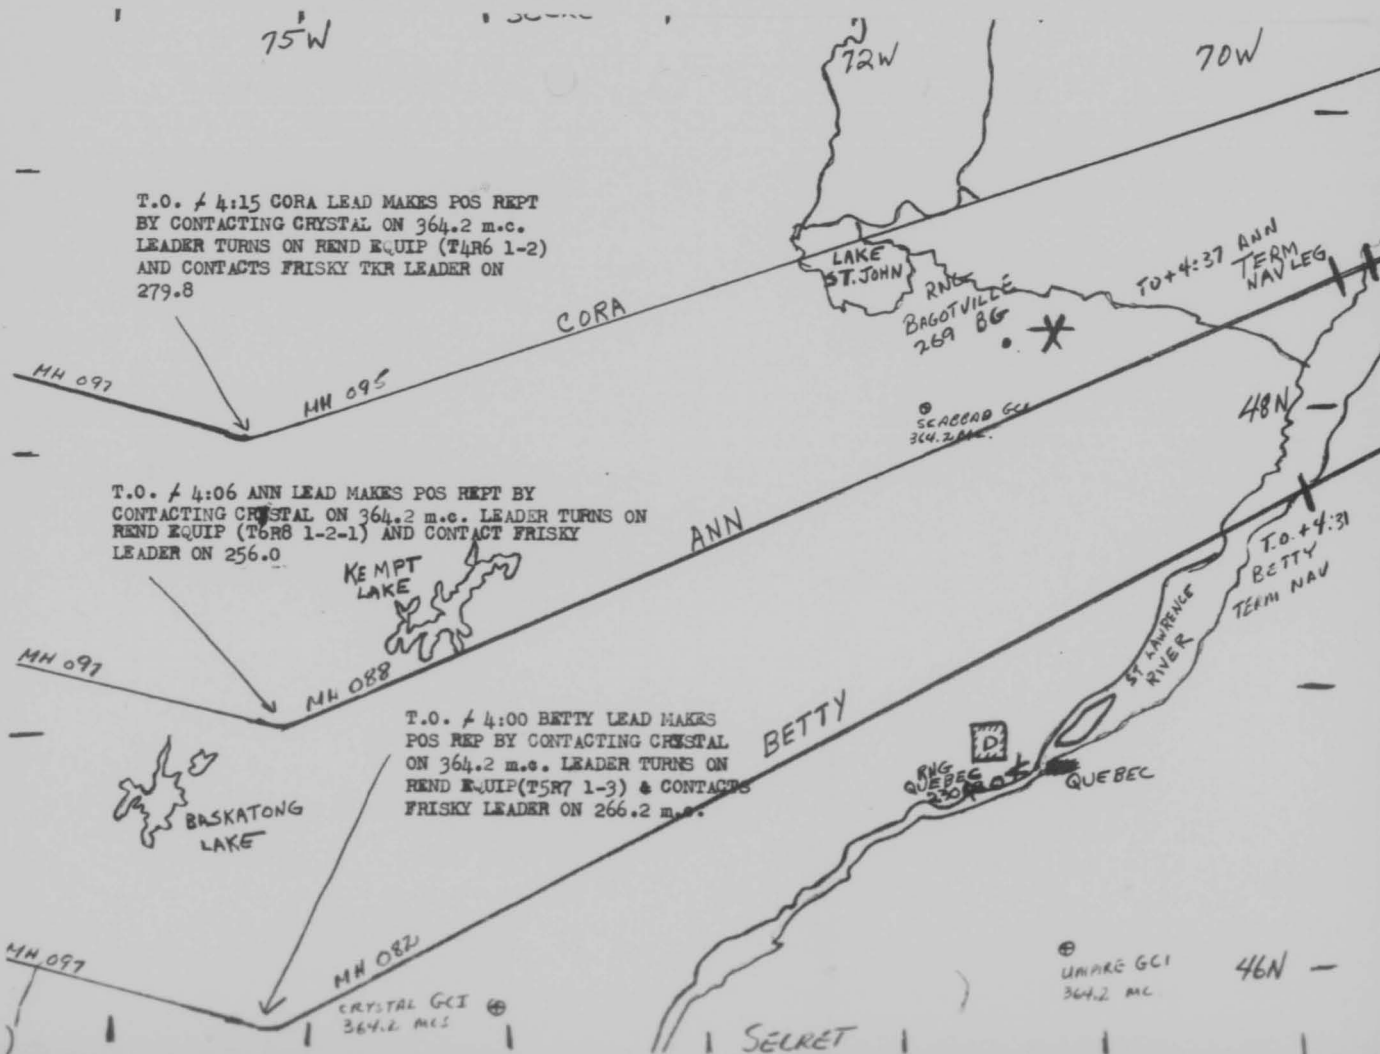 75W
72W
70W
T.O. / 4:15 CORA LEAD MAKES POS REPT
BY CONTACTING CRYSTAL ON 364.2 m.c.
LEADER TURNS ON REND EQUIP (T4R6 1-2)
AND CONTACTS FRISKY TKR LEADER ON
279.8
LAKE
ST. JOHN
TO+4:37 ANN
TERM
NAV LEG
RNG
BAGOTVILLE
269 BG
CORA
MH 097
MH 095
48N
GCI
364.2 MC.
T.O. / 4:06 ANN LEAD MAKES POS REPT BY
CONTACTING CRYSTAL ON 364.2 m.c. LEADER TURNS ON
REND EQUIP (T6R8 1-2-1) AND CONTACT FRISKY
LEADER ON 256.0
ANN
KEMPT
LAKE
T.O.+4:31
BETTY
TERM NAV
ST LAWRENCE
RIVER
MH 097
MH 088
T.O. / 4:00 BETTY LEAD MAKES
POS REP BY CONTACTING CRYSTAL
ON 364.2 m.c. LEADER TURNS ON
REND EQUIP(T5R7 1-3) & CONTACTS
FRISKY LEADER ON 266.2 m.c.
BETTY
D
RNG
QUEBEC
230
QUEBEC
BASKATONG
LAKE
MH 097
MH 082
CRYSTAL GCI
364.2 MCS
UMPIRE GCI
364.2 MC
46N
SECRET